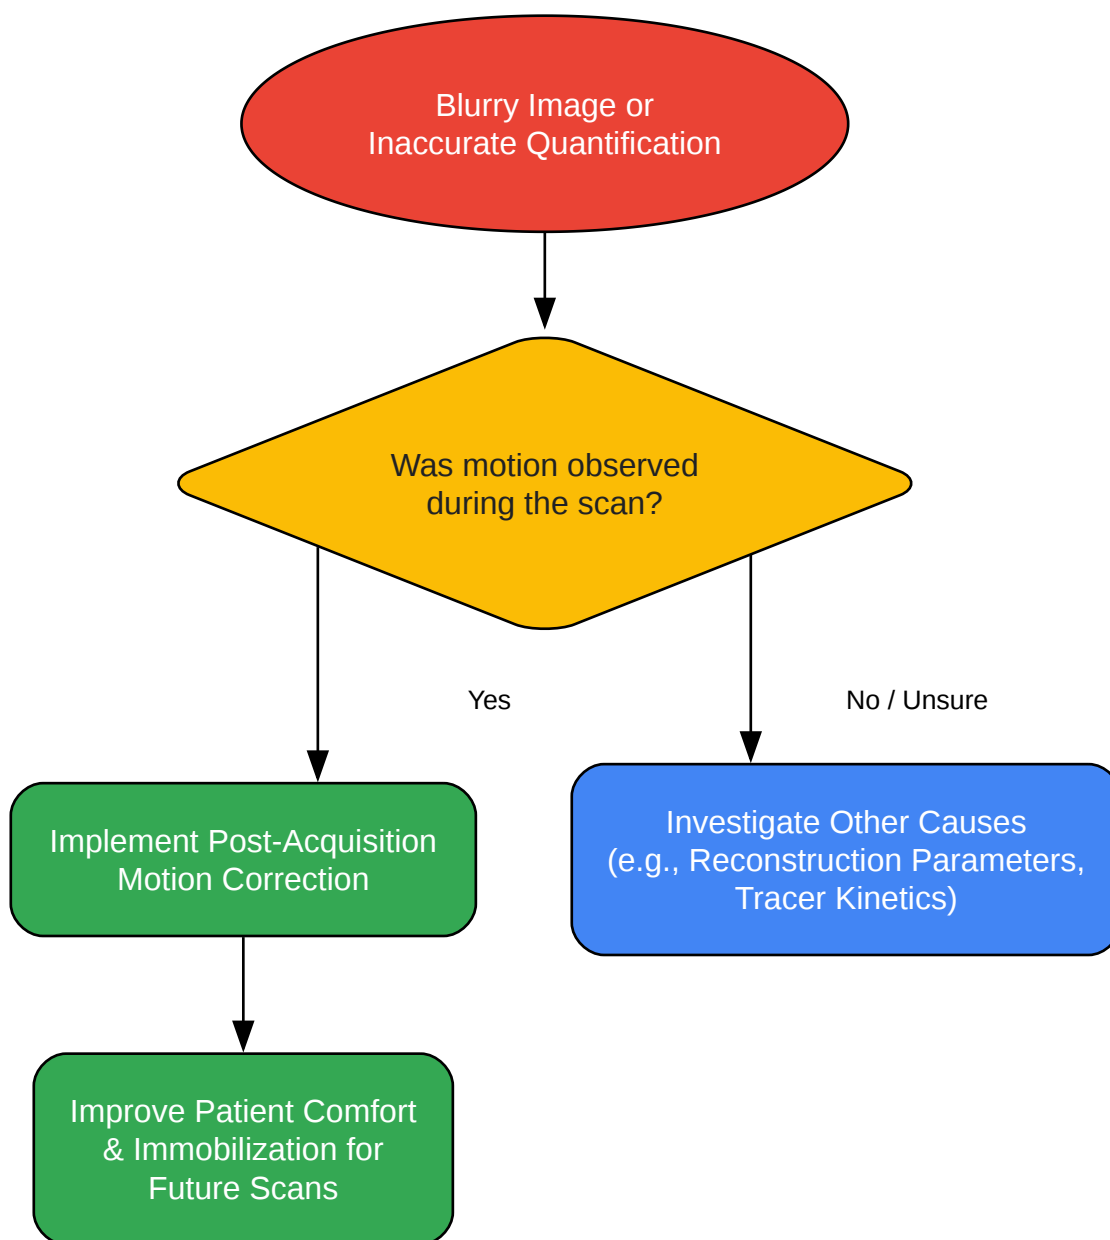 Blurry Image or
Inaccurate Quantification
Was motion observed
during the scan?
Yes
No / Unsure
Implement Post-Acquisition
Motion Correction
Investigate Other Causes
(e.g., Reconstruction Parameters,
Tracer Kinetics)
Improve Patient Comfort
& Immobilization for
Future Scans